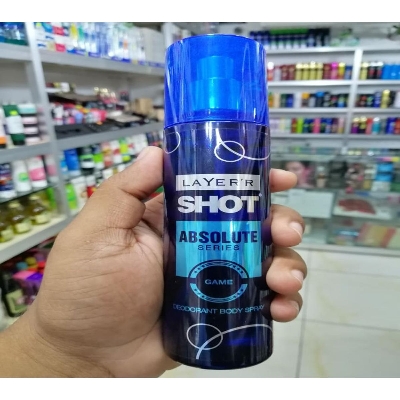 LAYER'R
SHOT
ABSOLUTE
SERIES
GAME
DEODORANT BODY SPRAY